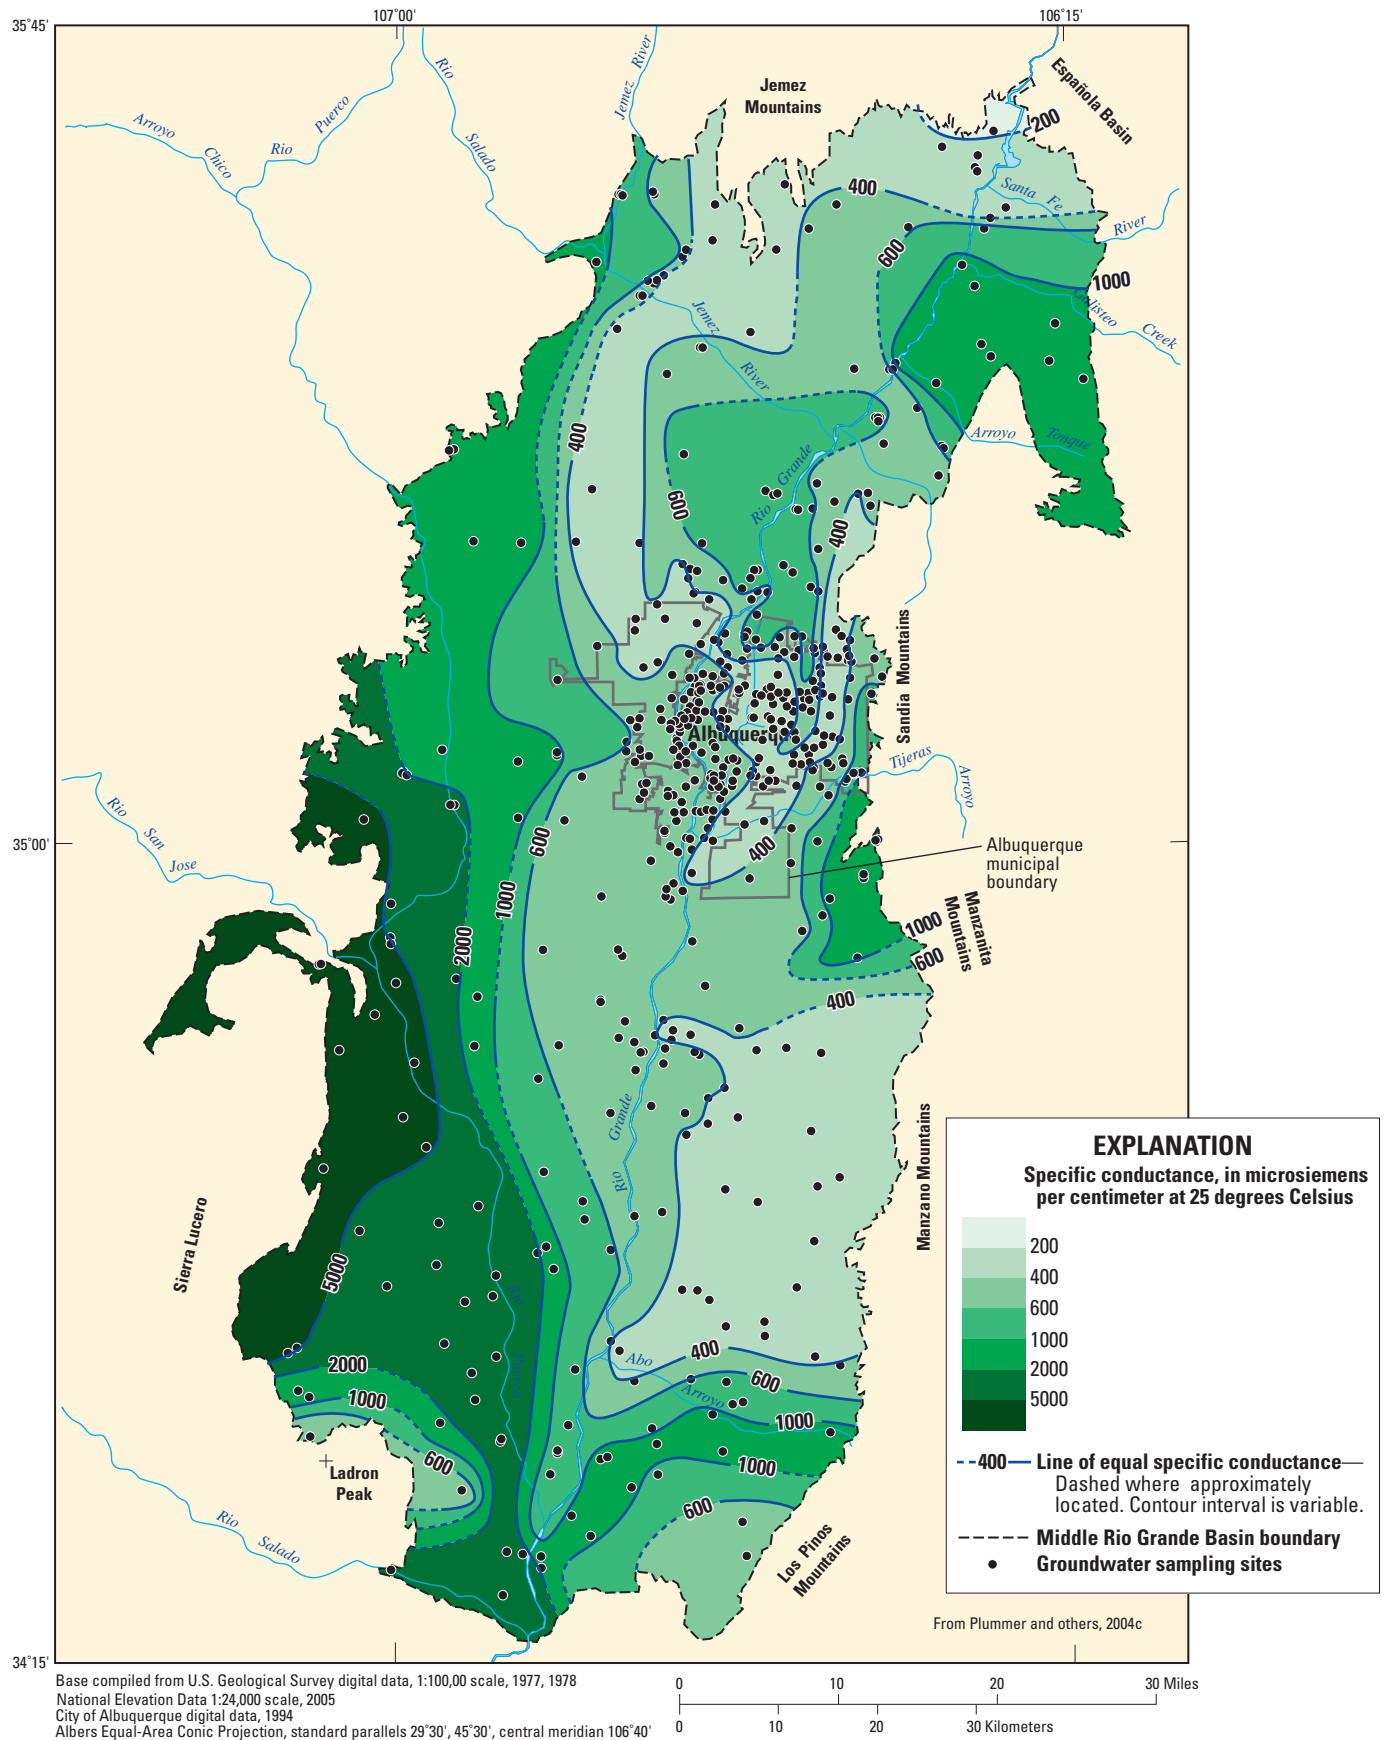 107°00'
106°15'
35°45'
Jemez River
Rio Salado
Rio Puerco
Arroyo Chico
Jemez
Mountains
Española Basin
200
400
Santa Fe
River
600
1000
Galisteo
Creek
Jemez
River
400
Arroyo
Tonque
Rio Grande
600
400
Sandia Mountains
Albuquerque
Tijeras
Arroyo
Rio
San
Jose
35°00'
600
400
Albuquerque
municipal
boundary
1000
2000
1000
600
Manzanita
Mountains
400
Rio Grande
Manzano Mountains
Sierra Lucero
5000
Rio
Puerco
2000
400
Abo
Arroyo
600
1000
1000
600
1000
600
Ladron
Peak
Rio
Salado
Los Pinos
Mountains
34°15'
EXPLANATION
Specific conductance, in microsiemens
per centimeter at 25 degrees Celsius
200
400
600
1000
2000
5000
400 Line of equal specific conductance—
Dashed where approximately
located. Contour interval is variable.
Middle Rio Grande Basin boundary
Groundwater sampling sites
From Plummer and others, 2004c
Base compiled from U.S. Geological Survey digital data, 1:100,00 scale, 1977, 1978
National Elevation Data 1:24,000 scale, 2005
City of Albuquerque digital data, 1994
Albers Equal-Area Conic Projection, standard parallels 29°30', 45°30', central meridian 106°40'
0 10 20 30 Miles
0 10 20 30 Kilometers